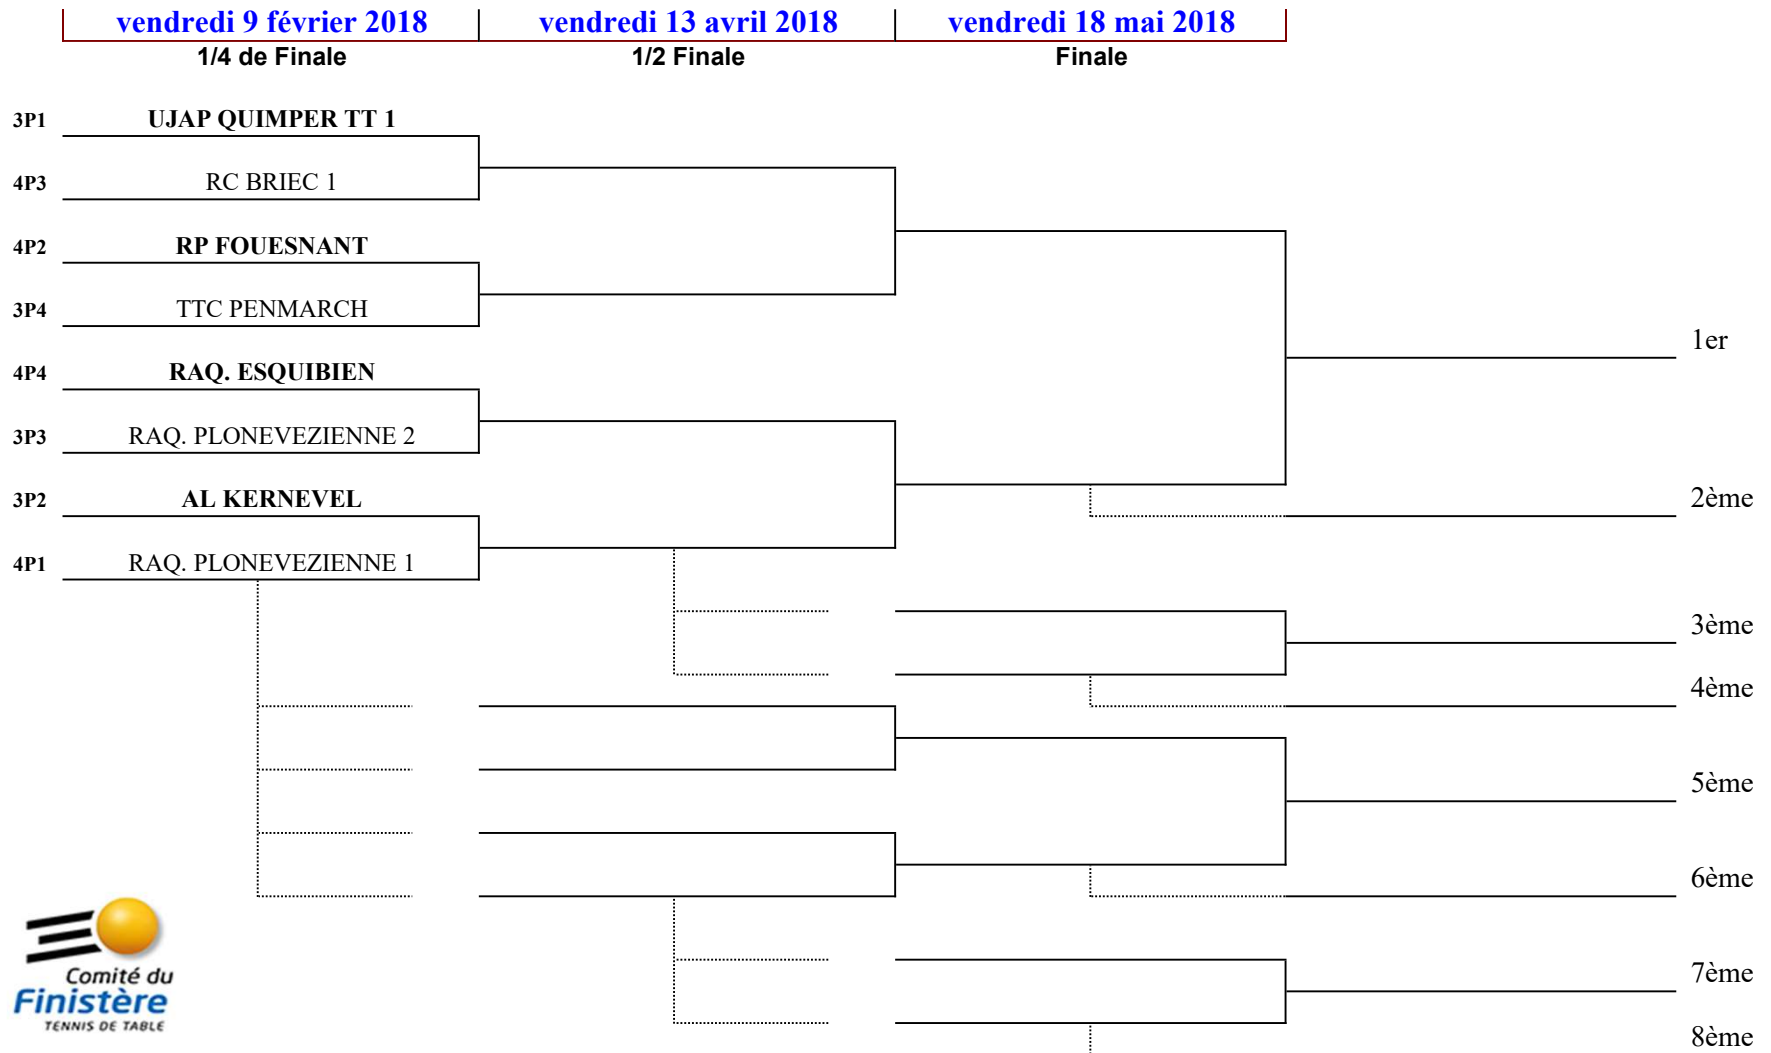 vendredi 9 février 2018 vendredi 13 avril 2018 vendredi 18 mai 2018
1/4 de Finale 1/2 Finale Finale
3P1 UJAP QUIMPER TT 1
4P3 RC BRIEC 1
4P2 RP FOUESNANT
3P4 TTC PENMARCH
1er
4P4 RAQ. ESQUIBIEN
3P3 RAQ. PLONEVEZIENNE 2
3P2 AL KERNEVEL
2ème
4P1 RAQ. PLONEVEZIENNE 1
3ème
4ème
5ème
6ème
7ème
8ème
Comité du
Finistère
TENNIS DE TABLE